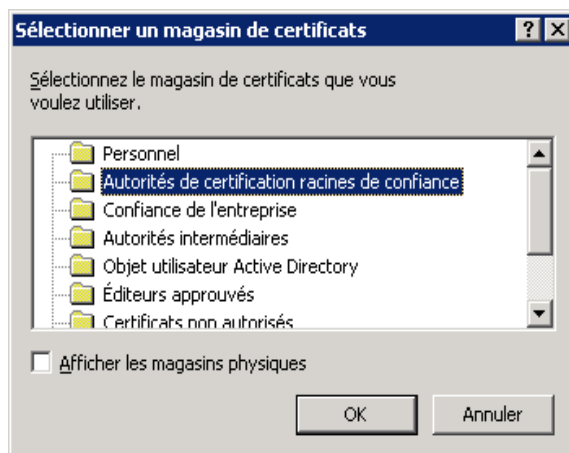 Sélectionner un magasin de certificats
Sélectionnez le magasin de certificats que vous
voulez utiliser.
Personnel
Autorités de certification racines de confiance
Confiance de l'entreprise
Autorités intermédiaires
Objet utilisateur Active Directory
Éditeurs approuvés
Certificats non autorisés
Afficher les magasins physiques
OK
Annuler